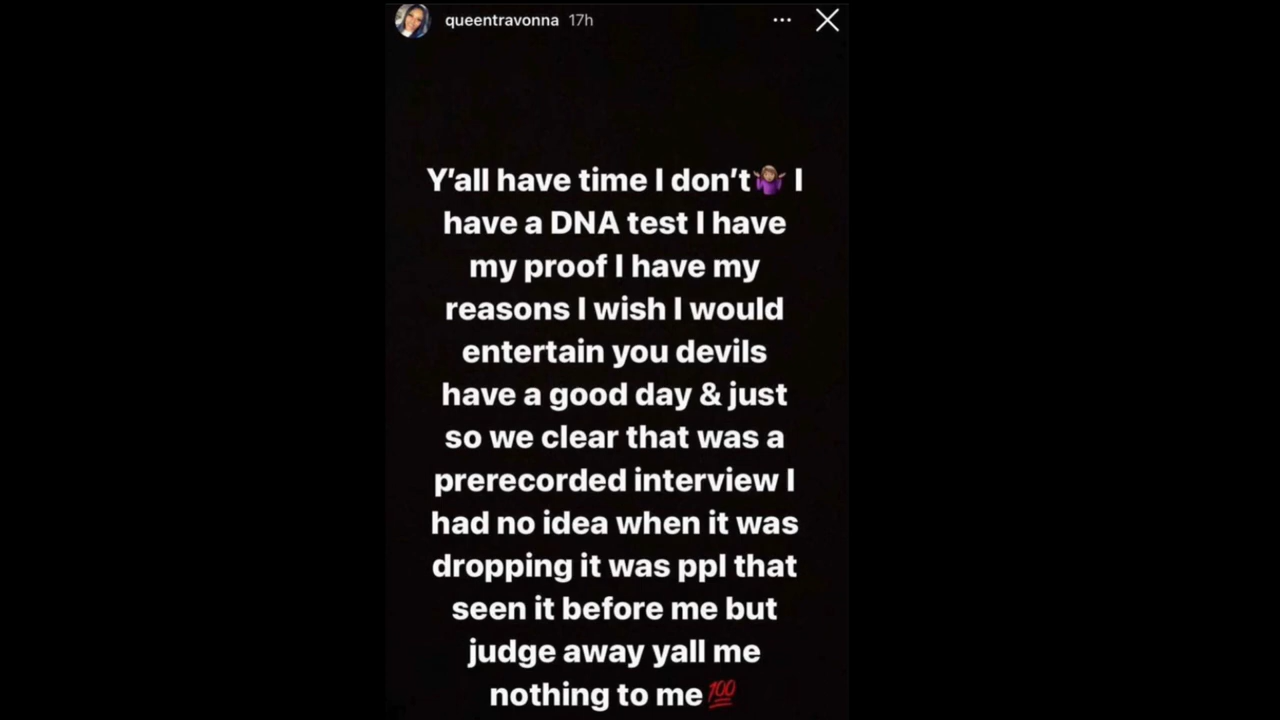 queentravonna 17h
Y'all have time I don't🤷🏽‍♀️ I
have a DNA test I have
my proof I have my
reasons I wish I would
entertain you devils
have a good day & just
so we clear that was a
prerecorded interview I
had no idea when it was
dropping it was ppl that
seen it before me but
judge away yall me
nothing to me💯